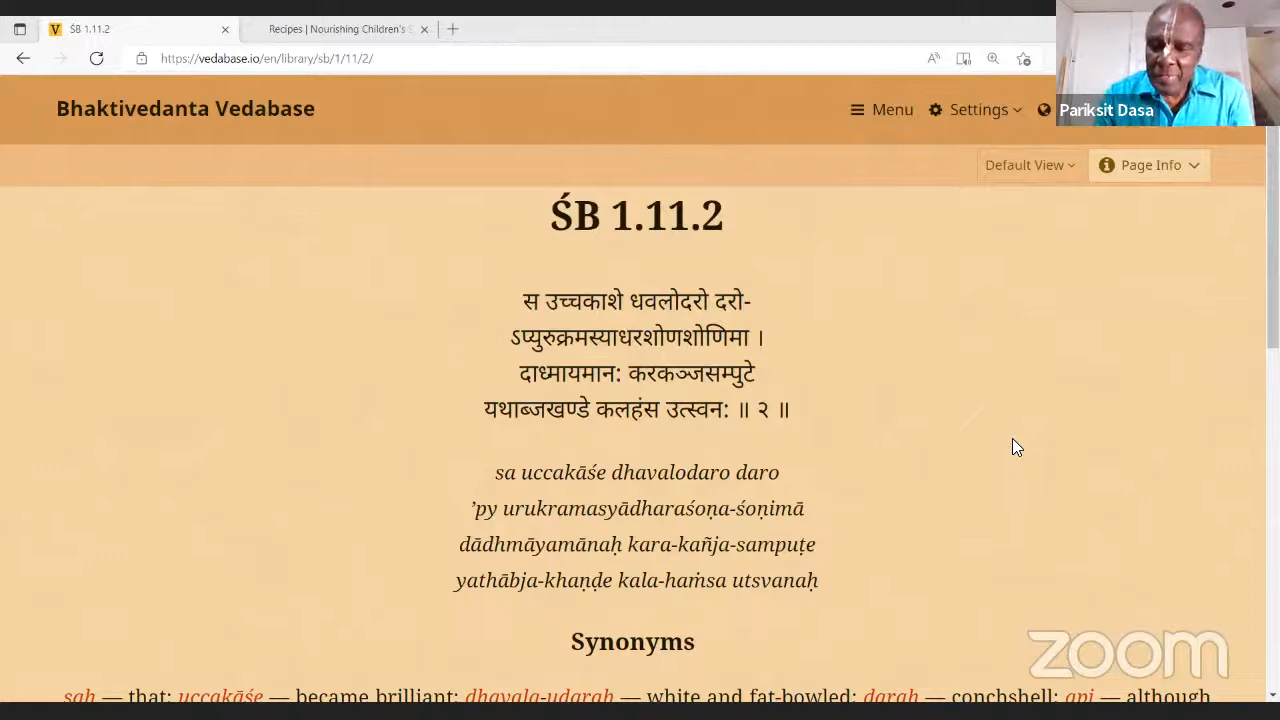 ŚB 1.11.2
Recipes | Nourishing Children's S
https://vedabase.io/en/library/sb/1/11/2/
Bhaktivedanta Vedabase
Menu
Settings
Pariksit Dasa
Default View
Page Info
ŚB 1.11.2
स उच्चकाशे धवलोदरो दरो-
ऽप्युरुक्रमस्याधरशोणशोणिमा ।
दाध्मायमान: करकञ्जसम्पुटे
यथाब्जखण्डे कलहंस उत्स्वन: ॥ २ ॥
sa uccakāśe dhavalodaro daro
’py urukramasyādharaśoṇa-śoṇimā
dādhmāyamānaḥ kara-kañja-sampuṭe
yathābja-khaṇḍe kala-haṁsa utsvanaḥ
Synonyms
saḥ — that; uccakāśe — became brilliant; dhavala-udaraḥ — white and fat-bowled; daraḥ — conchshell; api — although
zoom